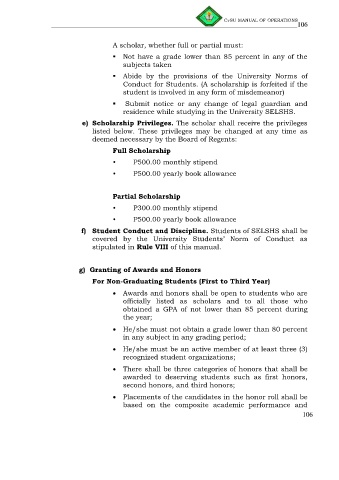 CvSU MANUAL OF OPERATIONS
106
A scholar, whether full or partial must:
• Not have a grade lower than 85 percent in any of the
subjects taken
• Abide by the provisions of the University Norms of
Conduct for Students. (A scholarship is forfeited if the
student is involved in any form of misdemeanor)
• Submit notice or any change of legal guardian and
residence while studying in the University SELSHS.
e) Scholarship Privileges. The scholar shall receive the privileges
listed below. These privileges may be changed at any time as
deemed necessary by the Board of Regents:
Full Scholarship
• P500.00 monthly stipend
• P500.00 yearly book allowance
Partial Scholarship
• P300.00 monthly stipend
• P500.00 yearly book allowance
f) Student Conduct and Discipline. Students of SELSHS shall be
covered by the University Students' Norm of Conduct as
stipulated in Rule VIII of this manual.
g) Granting of Awards and Honors
For Non-Graduating Students (First to Third Year)
• Awards and honors shall be open to students who are
officially listed as scholars and to all those who
obtained a GPA of not lower than 85 percent during
the year;
• He/she must not obtain a grade lower than 80 percent
in any subject in any grading period;
• He/she must be an active member of at least three (3)
recognized student organizations;
• There shall be three categories of honors that shall be
awarded to deserving students such as first honors,
second honors, and third honors;
• Placements of the candidates in the honor roll shall be
based on the composite academic performance and
106